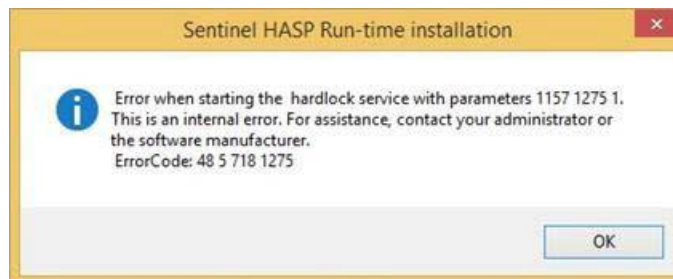 Sentinel HASP Run-time installation
Error when starting the hardlock service with parameters 1157 1275 1.
This is an internal error. For assistance, contact your administrator or
the software manufacturer.
ErrorCode: 48 5 718 1275
OK